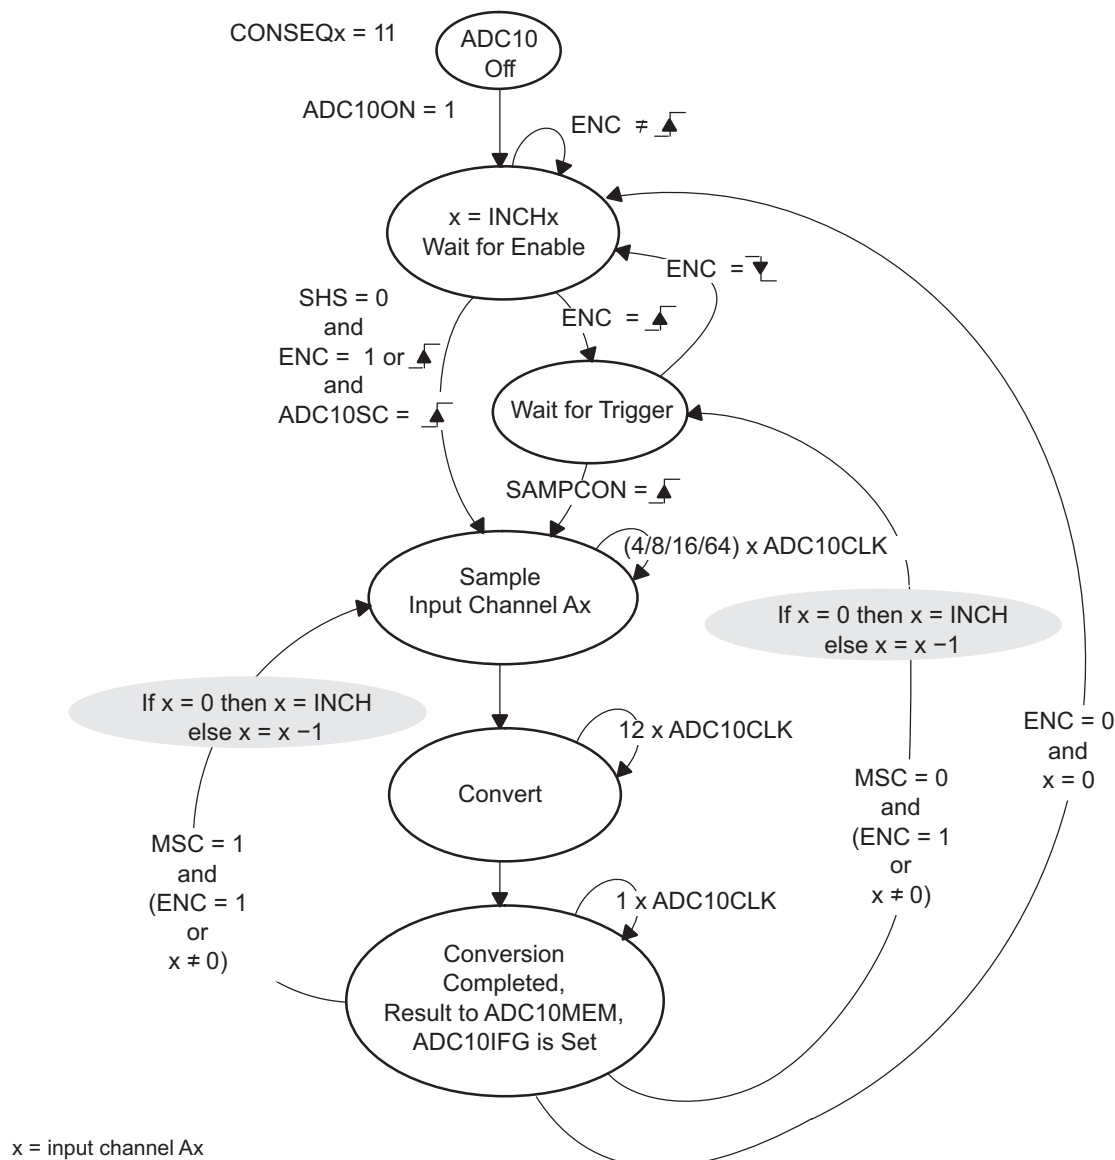 CONSEQx = 11
ADC10
Off
ADC10ON = 1
ENC ≠
x = INCHx
Wait for Enable
ENC =
SHS = 0
and
ENC = 1 or
and
ADC10SC =
ENC =
Wait for Trigger
SAMPCON =
(4/8/16/64) x ADC10CLK
Sample
Input Channel Ax
If x = 0 then x = INCH
else x = x −1
If x = 0 then x = INCH
else x = x −1
12 x ADC10CLK
Convert
ENC = 0
and
x = 0
MSC = 0
and
(ENC = 1
or
x ≠ 0)
MSC = 1
and
(ENC = 1
or
x ≠ 0)
1 x ADC10CLK
Conversion
Completed,
Result to ADC10MEM,
ADC10IFG is Set
x = input channel Ax